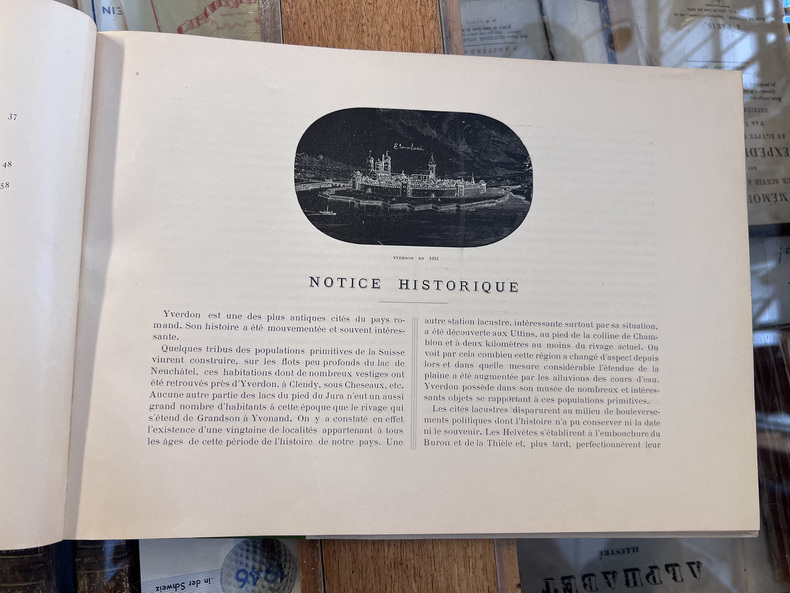 37
48
58
NOTICE HISTORIQUE
Yverdon est une des plus antiques cités du pays ro-
mand. Son histoire a été mouvementée et souvent intéres-
sante.
Quelques tribus des populations primitives de la Suisse
vinrent construire, sur les flots peu profonds du lac de
Neuchâtel, ces habitations dont de nombreux vestiges ont
été retrouvés près d'Yverdon, à Clendy, sous Cheseaux, etc.
Aucune autre partie des lacs du pied du Jura n'eut un aussi
grand nombre d'habitants à cette époque que le rivage qui
s'étend de Grandson à Yvonand. On y a constaté en effet
l'existence d'une vingtaine de localités appartenant à tous
les âges de cette période de l'histoire de notre pays. Une
autre station lacustre, intéressante surtout par sa situation,
a été découverte aux Uttins, au pied de la colline de Cham-
blon et à deux kilomètres au moins du rivage actuel. On
voit par cela combien cette région a changé d'aspect depuis
lors et dans quelle mesure considérable l'étendue de la
plaine a été augmentée par les alluvions des cours d'eau.
Yverdon possède dans son musée de nombreux et intéres-
sants objets se rapportant à ces populations primitives.
Les cités lacustres disparurent au milieu de bouleverse-
ments politiques dont l'histoire n'a pu conserver ni la date
ni le souvenir. Les Helvètes s'établirent à l'embouchure du
Buron et de la Thièle et, plus tard, perfectionnèrent leur
EIN
A PARIS,
EXPÉD
MÉMOI
... in der Schweiz
1946
ALPHABET
ILLUSTRÉ